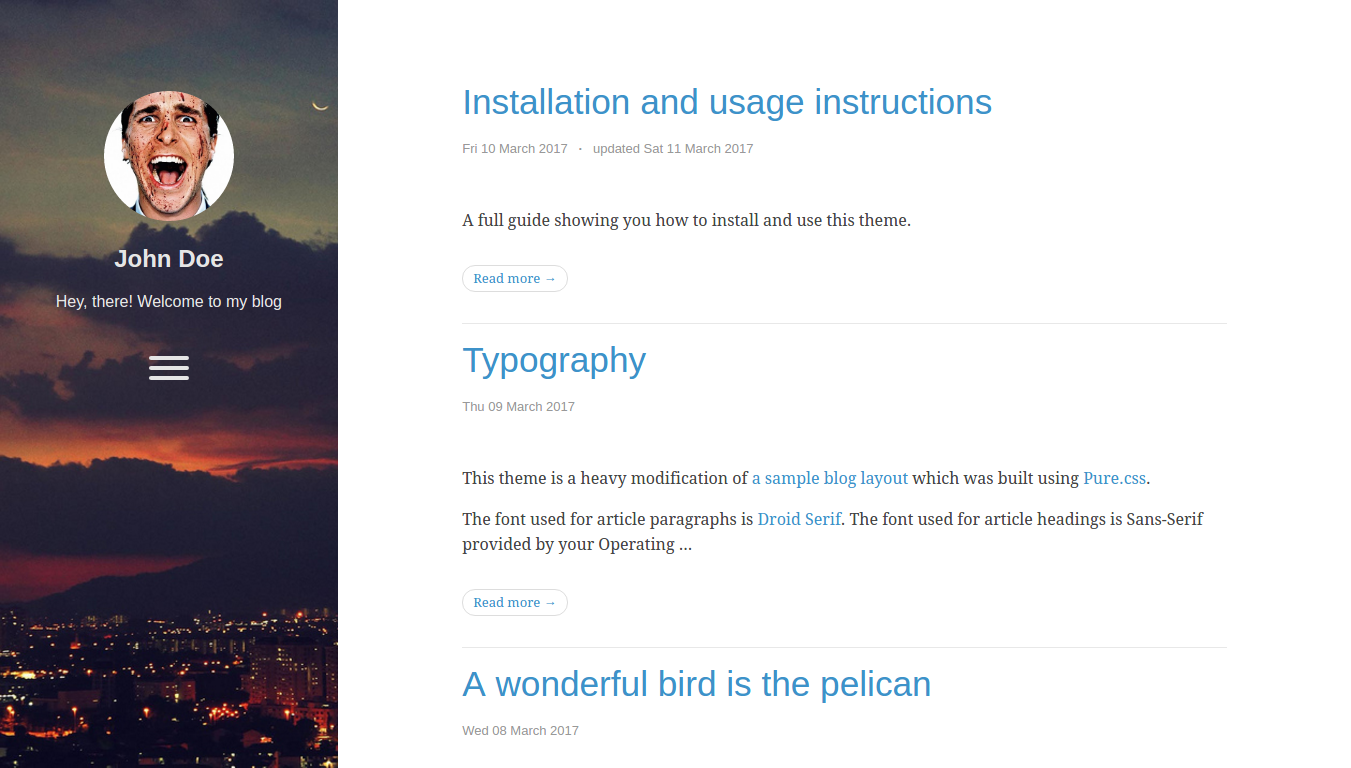 John Doe
Hey, there! Welcome to my blog
Installation and usage instructions
Fri 10 March 2017 · updated Sat 11 March 2017
A full guide showing you how to install and use this theme.
Read more →
Typography
Thu 09 March 2017
This theme is a heavy modification of a sample blog layout which was built using Pure.css.
The font used for article paragraphs is Droid Serif. The font used for article headings is Sans-Serif
provided by your Operating ...
Read more →
A wonderful bird is the pelican
Wed 08 March 2017